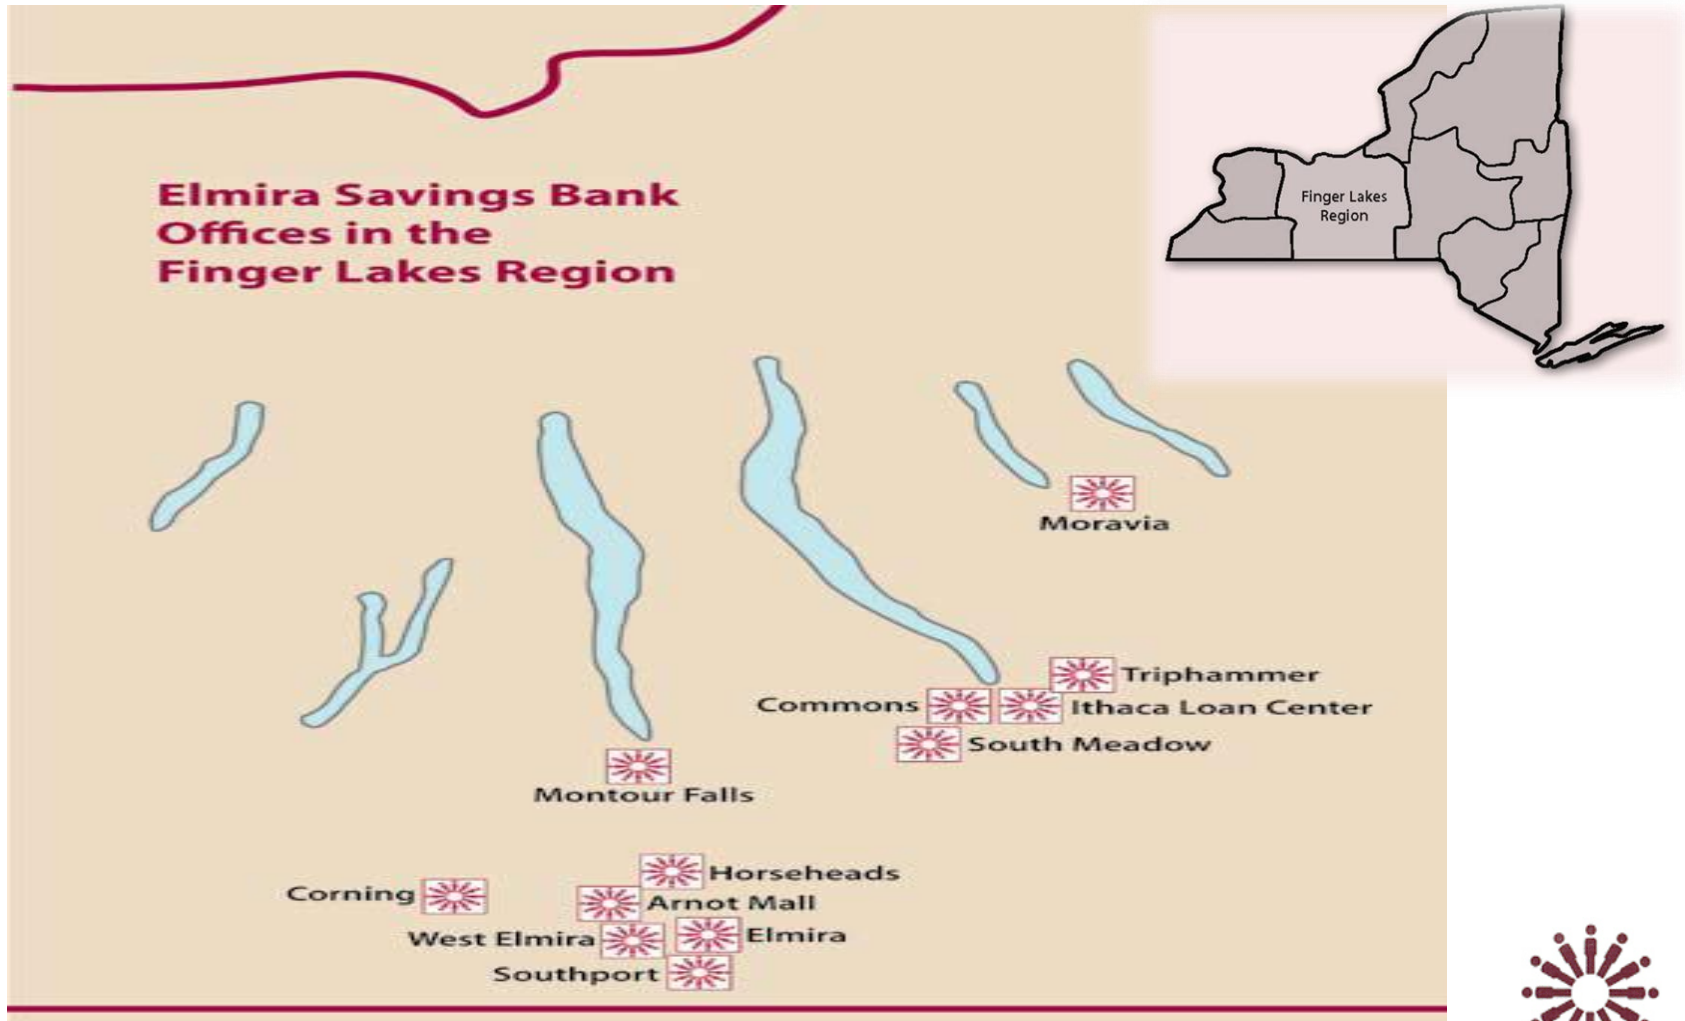 Elmira Savings Bank
Offices in the
Finger Lakes Region
Finger Lakes
Region
Moravia
Triphammer
Commons
Ithaca Loan Center
South Meadow
Montour Falls
Horseheads
Corning
Arnot Mall
West Elmira
Elmira
Southport